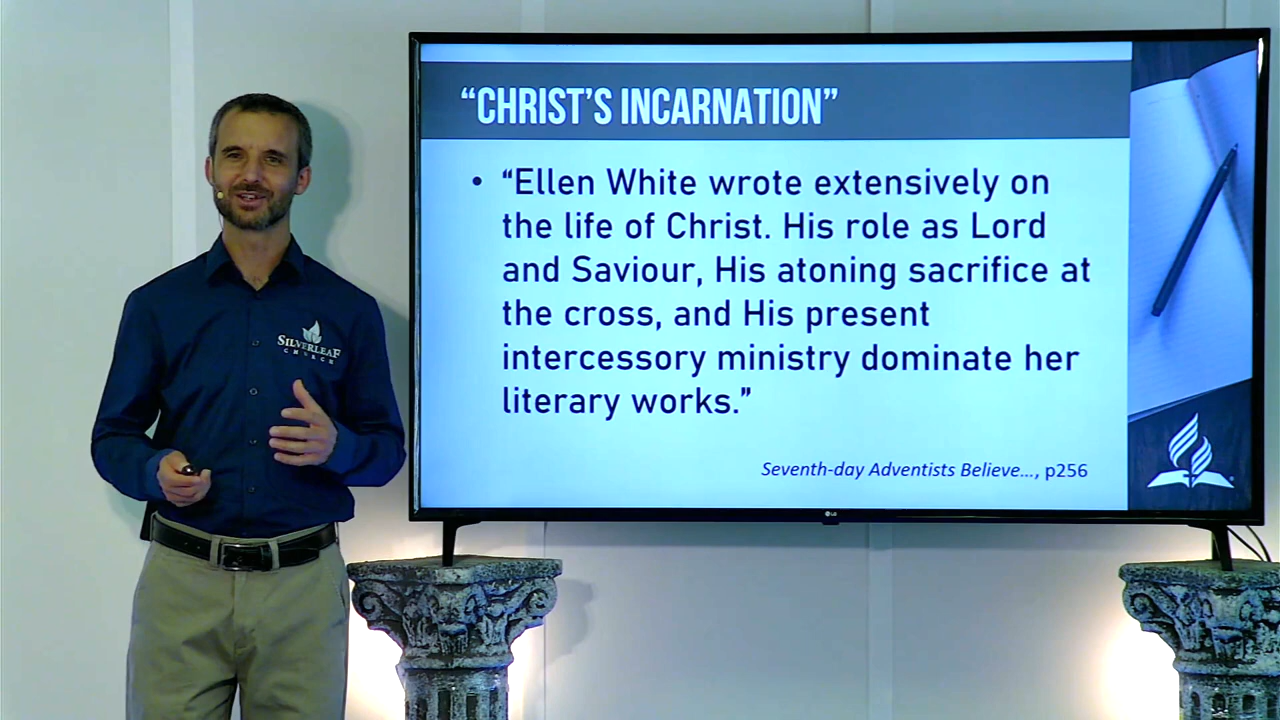 "CHRIST'S INCARNATION"
• "Ellen White wrote extensively on
the life of Christ. His role as Lord
and Saviour, His atoning sacrifice at
the cross, and His present
intercessory ministry dominate her
literary works."
Seventh-day Adventists Believe..., p256
SILVERLEAF
CHURCH
LG